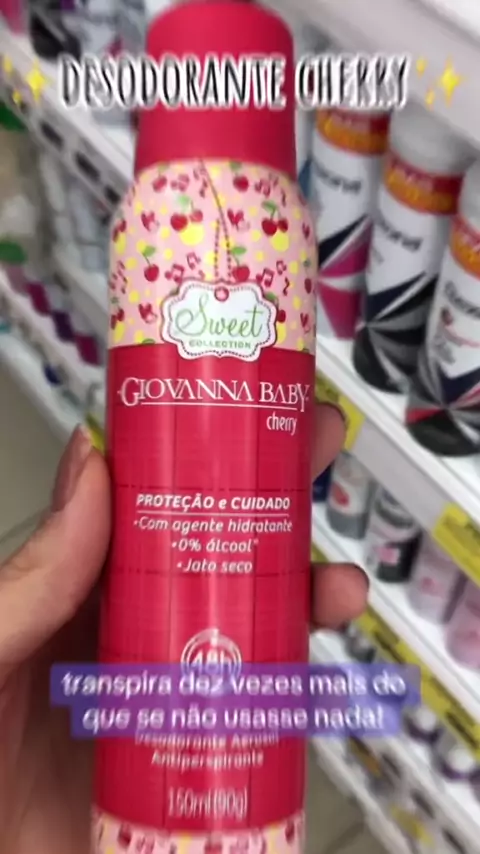 DESODORANTE CHERRY
Sweet
COLLECTION
GIOVANNA BABY
cherry
PROTEÇÃO e CUIDADO
•Com agente hidratante
•0% álcool*
•Jato seco
48h
transpira dez vezes mais do
que se não usasse nada!
Desodorante Aerosol
Antiperspirante
150ml(90g)